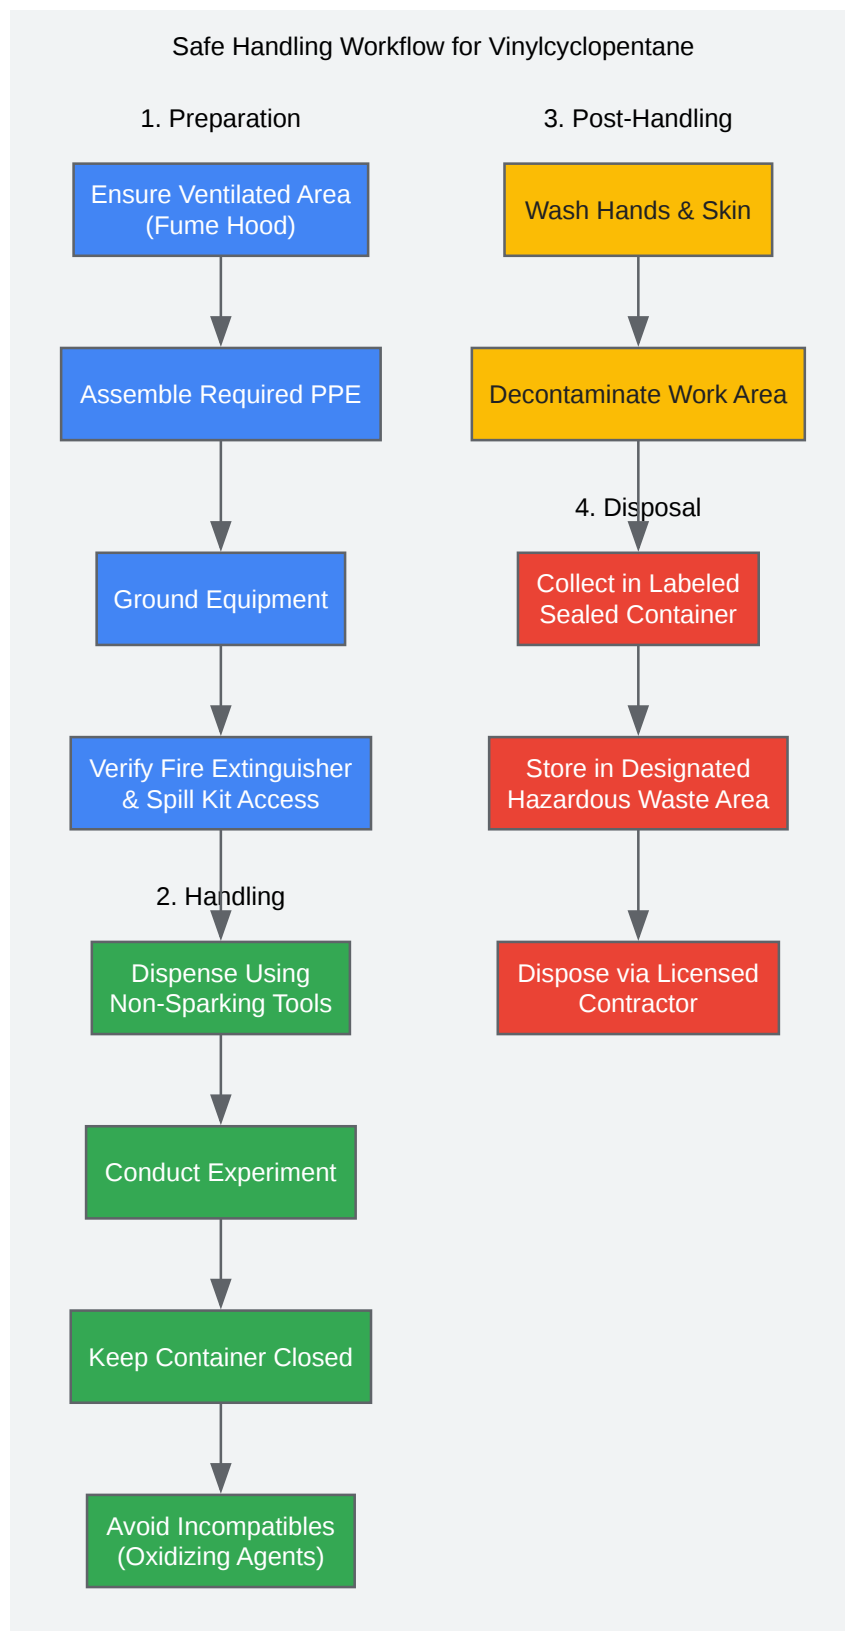 Safe Handling Workflow for Vinylcyclopentane
1. Preparation
Ensure Ventilated Area
(Fume Hood)
Assemble Required PPE
Ground Equipment
Verify Fire Extinguisher
& Spill Kit Access
2. Handling
Dispense Using
Non-Sparking Tools
Conduct Experiment
Keep Container Closed
Avoid Incompatibles
(Oxidizing Agents)
3. Post-Handling
Wash Hands & Skin
Decontaminate Work Area
4. Disposal
Collect in Labeled
Sealed Container
Store in Designated
Hazardous Waste Area
Dispose via Licensed
Contractor